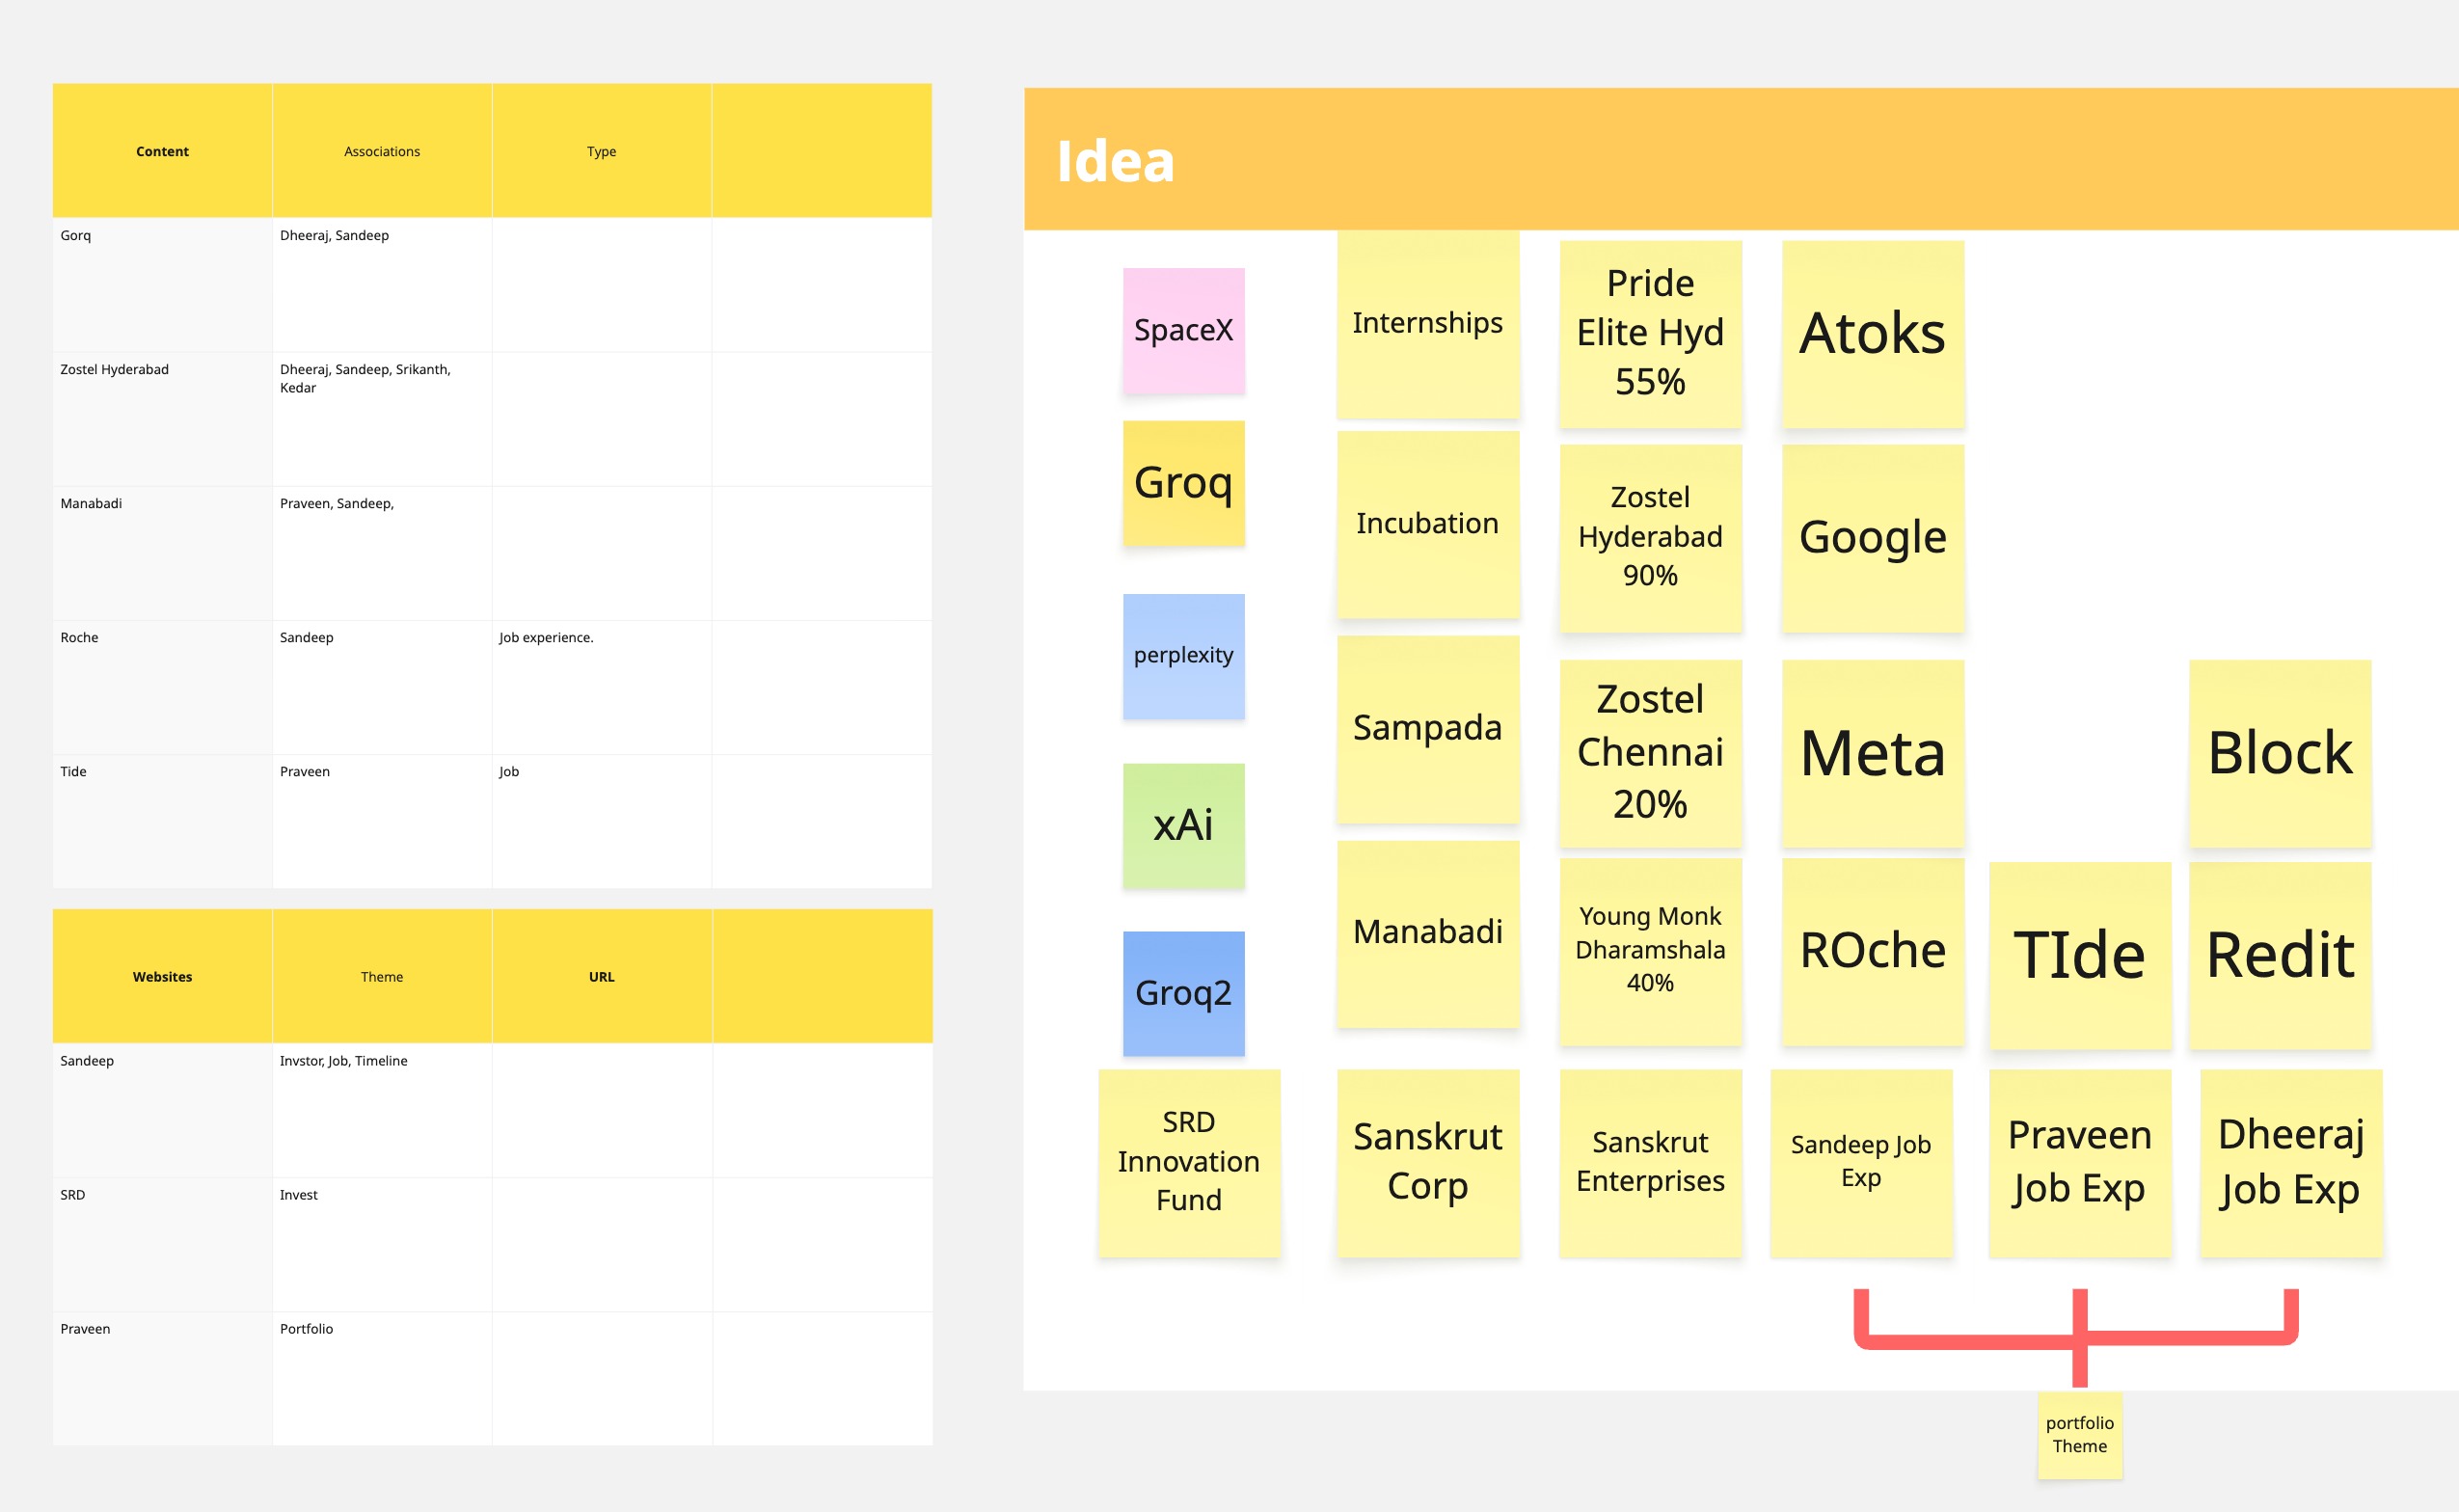 Content
Associations
Type
Gorq
Dheeraj, Sandeep
Zostel Hyderabad
Dheeraj, Sandeep, Srikanth,
Kedar
Manabadi
Praveen, Sandeep,
Roche
Sandeep
Job experience.
Tide
Praveen
Job
Websites
Theme
URL
Sandeep
Invstor, Job, Timeline
SRD
Invest
Praveen
Portfolio
Idea
SpaceX
Groq
perplexity
xAi
Groq2
SRD
Innovation
Fund
Internships
Incubation
Sampada
Manabadi
Sanskrut
Corp
Pride
Elite Hyd
55%
Zostel
Hyderabad
90%
Zostel
Chennai
20%
Young Monk
Dharamshala
40%
Sanskrut
Enterprises
Atoks
Google
Meta
ROche
Sandeep Job
Exp
TIde
Praveen
Job Exp
Block
Redit
Dheeraj
Job Exp
portfolio
Theme